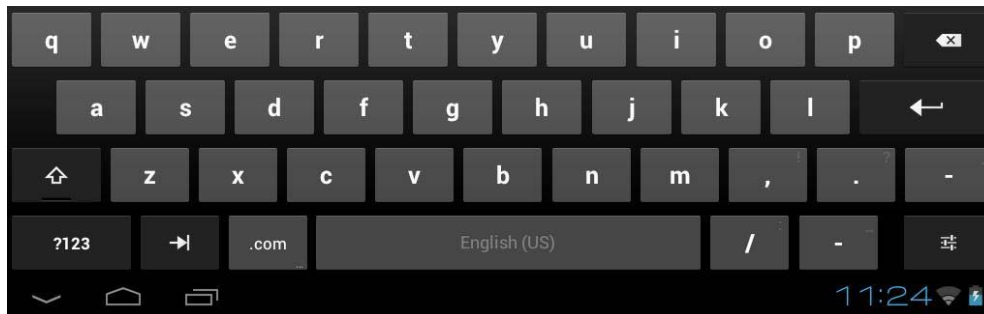 q w e r t y u i o p
a s d f g h j k l
z x c v b n m , ! . ? -
?123 .com ... English (US) / : - _
11:24